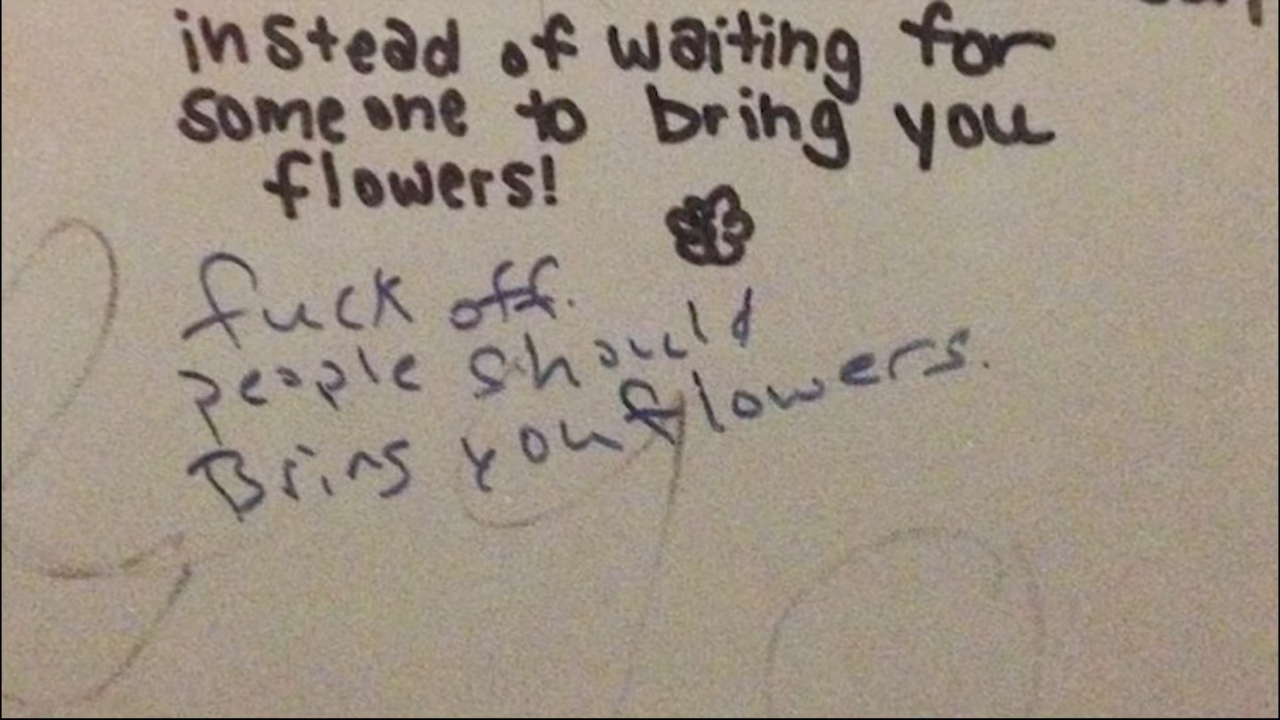 instead of waiting for
someone to bring you
flowers!
fuck off.
people should
Bring you flowers.